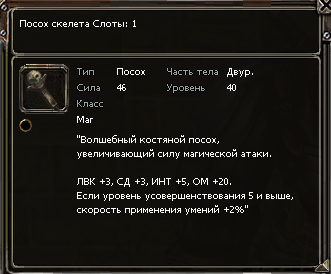 Посох скелета Слоты: 1
Тип Посох Часть тела Двур.
Сила 46 Уровень 40
Класс
Маг
"Волшебный костяной посох,
увеличивающий силу магической атаки.
ЛВК +3, СД +3, ИНТ +5, ОМ +20.
Если уровень усовершенствования 5 и выше,
скорость применения умений +2%"